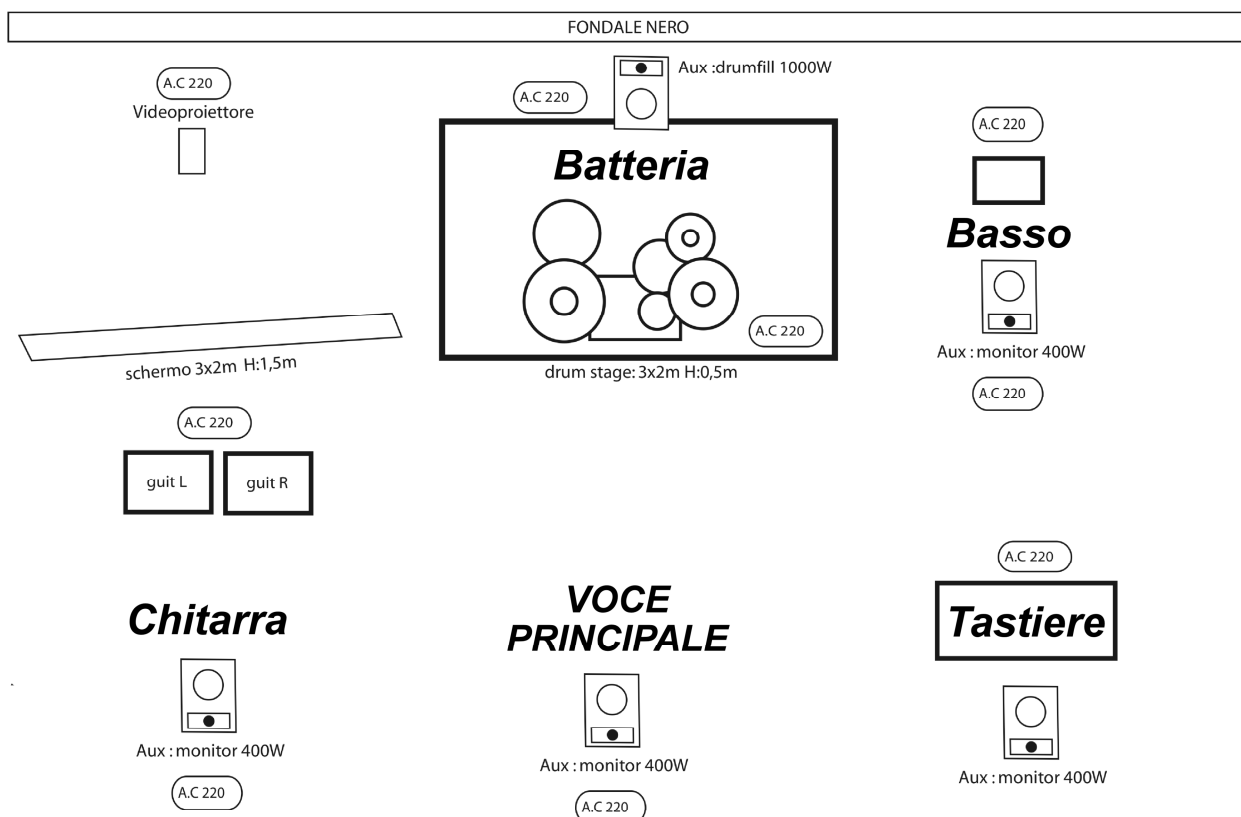 FONDALE NERO
A.C 220
Videoproiettore
A.C 220
Aux :drumfill 1000W
Batteria
A.C 220
drum stage: 3x2m H:0,5m
A.C 220
Basso
Aux : monitor 400W
A.C 220
schermo 3x2m H:1,5m
A.C 220
guit L
guit R
Chitarra
Aux : monitor 400W
A.C 220
VOCE
PRINCIPALE
Aux : monitor 400W
A.C 220
A.C 220
Tastiere
Aux : monitor 400W